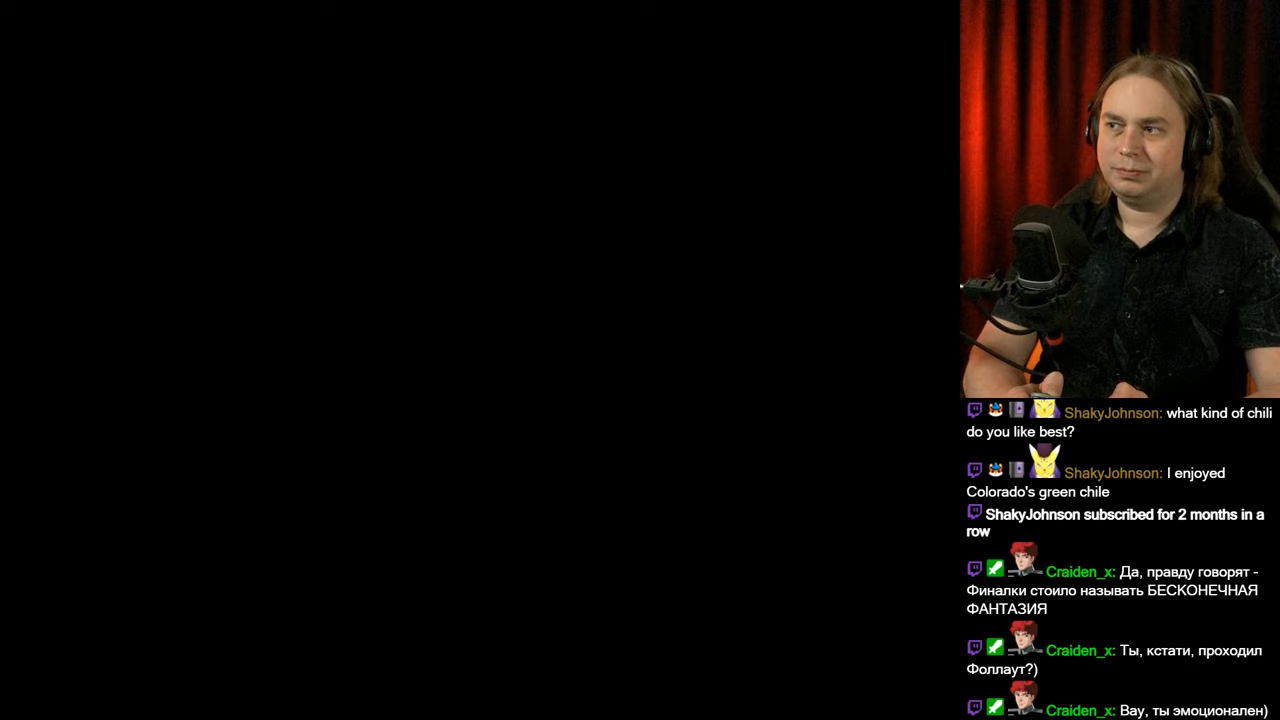 ShakyJohnson: what kind of chili
do you like best?
ShakyJohnson: I enjoyed
Colorado's green chile
ShakyJohnson subscribed for 2 months in a
row
Craiden_x: Да, правду говорят -
Финалки стоило называть БЕСКОНЕЧНАЯ
ФАНТАЗИЯ
Craiden_x: Ты, кстати, проходил
Фоллаут?)
Craiden_x: Вау, ты эмоционален)